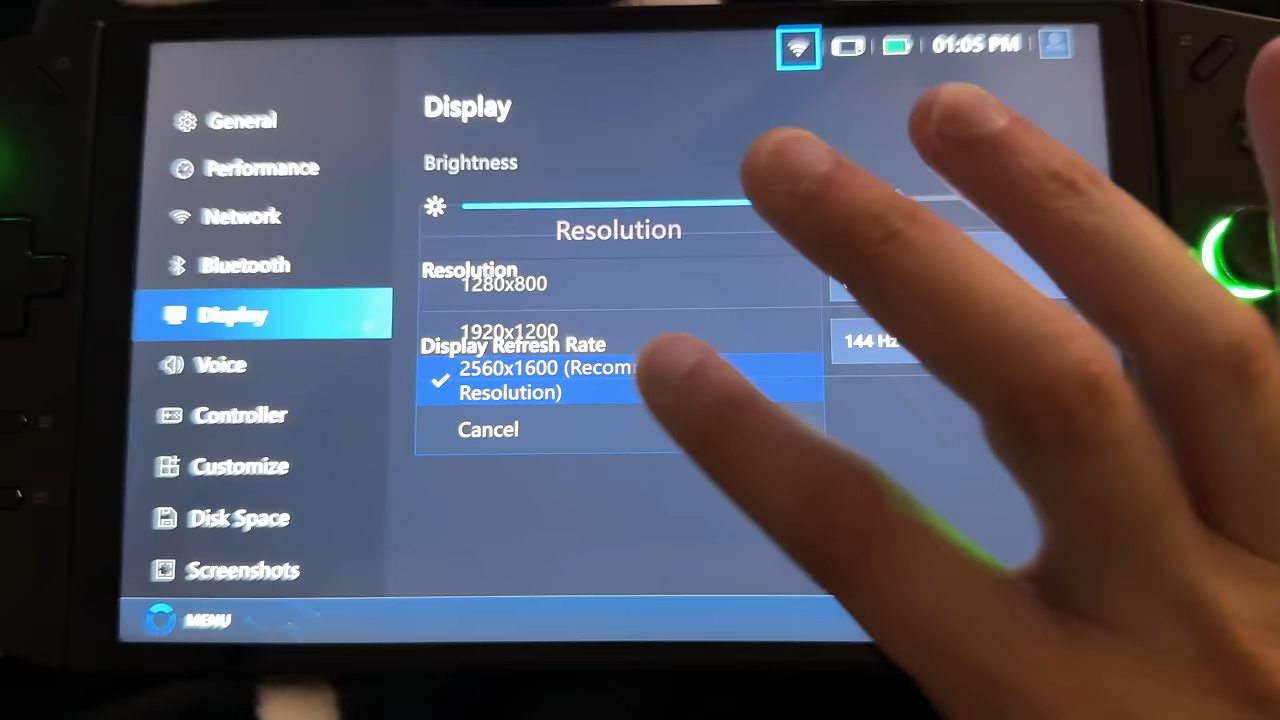 01:05 PM
General
Performance
Network
Bluetooth
Display
Voice
Controller
Customize
Disk Space
Screenshots
MENU
Display
Brightness
Resolution
Resolution
1280x800
1920x1200
Display Refresh Rate
144 Hz
2560x1600
Resolution)
Cancel